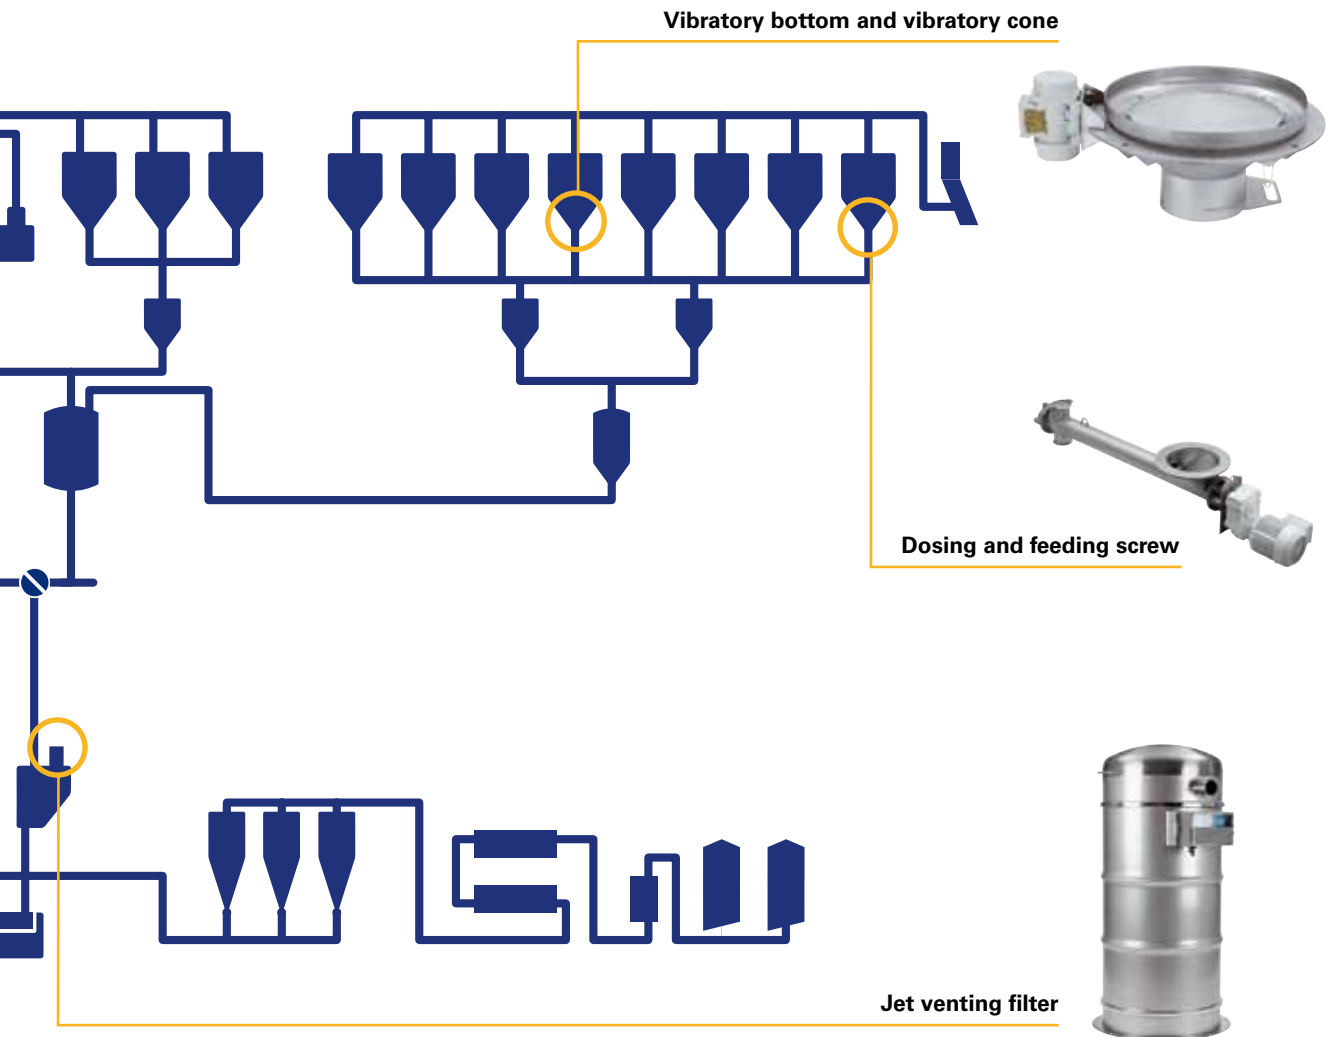 Vibratory bottom and vibratory cone
Dosing and feeding screw
Jet venting filter